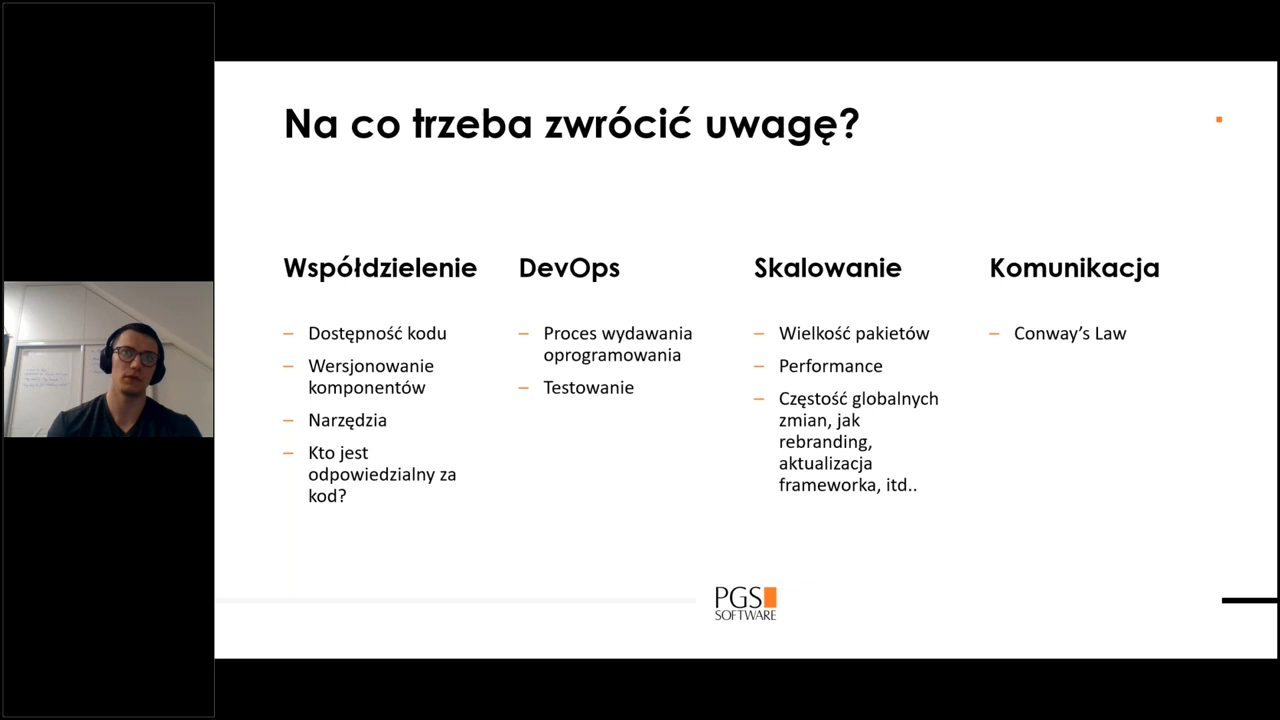 Na co trzeba zwrócić uwagę?
Współdzielenie
– Dostępność kodu
– Wersjonowanie
komponentów
– Narzędzia
– Kto jest
odpowiedzialny za
kod?
DevOps
– Proces wydawania
oprogramowania
– Testowanie
Skalowanie
– Wielkość pakietów
– Performance
– Częstość globalnych
zmian, jak
rebranding,
aktualizacja
frameworka, itd..
Komunikacja
– Conway’s Law
PGS
SOFTWARE